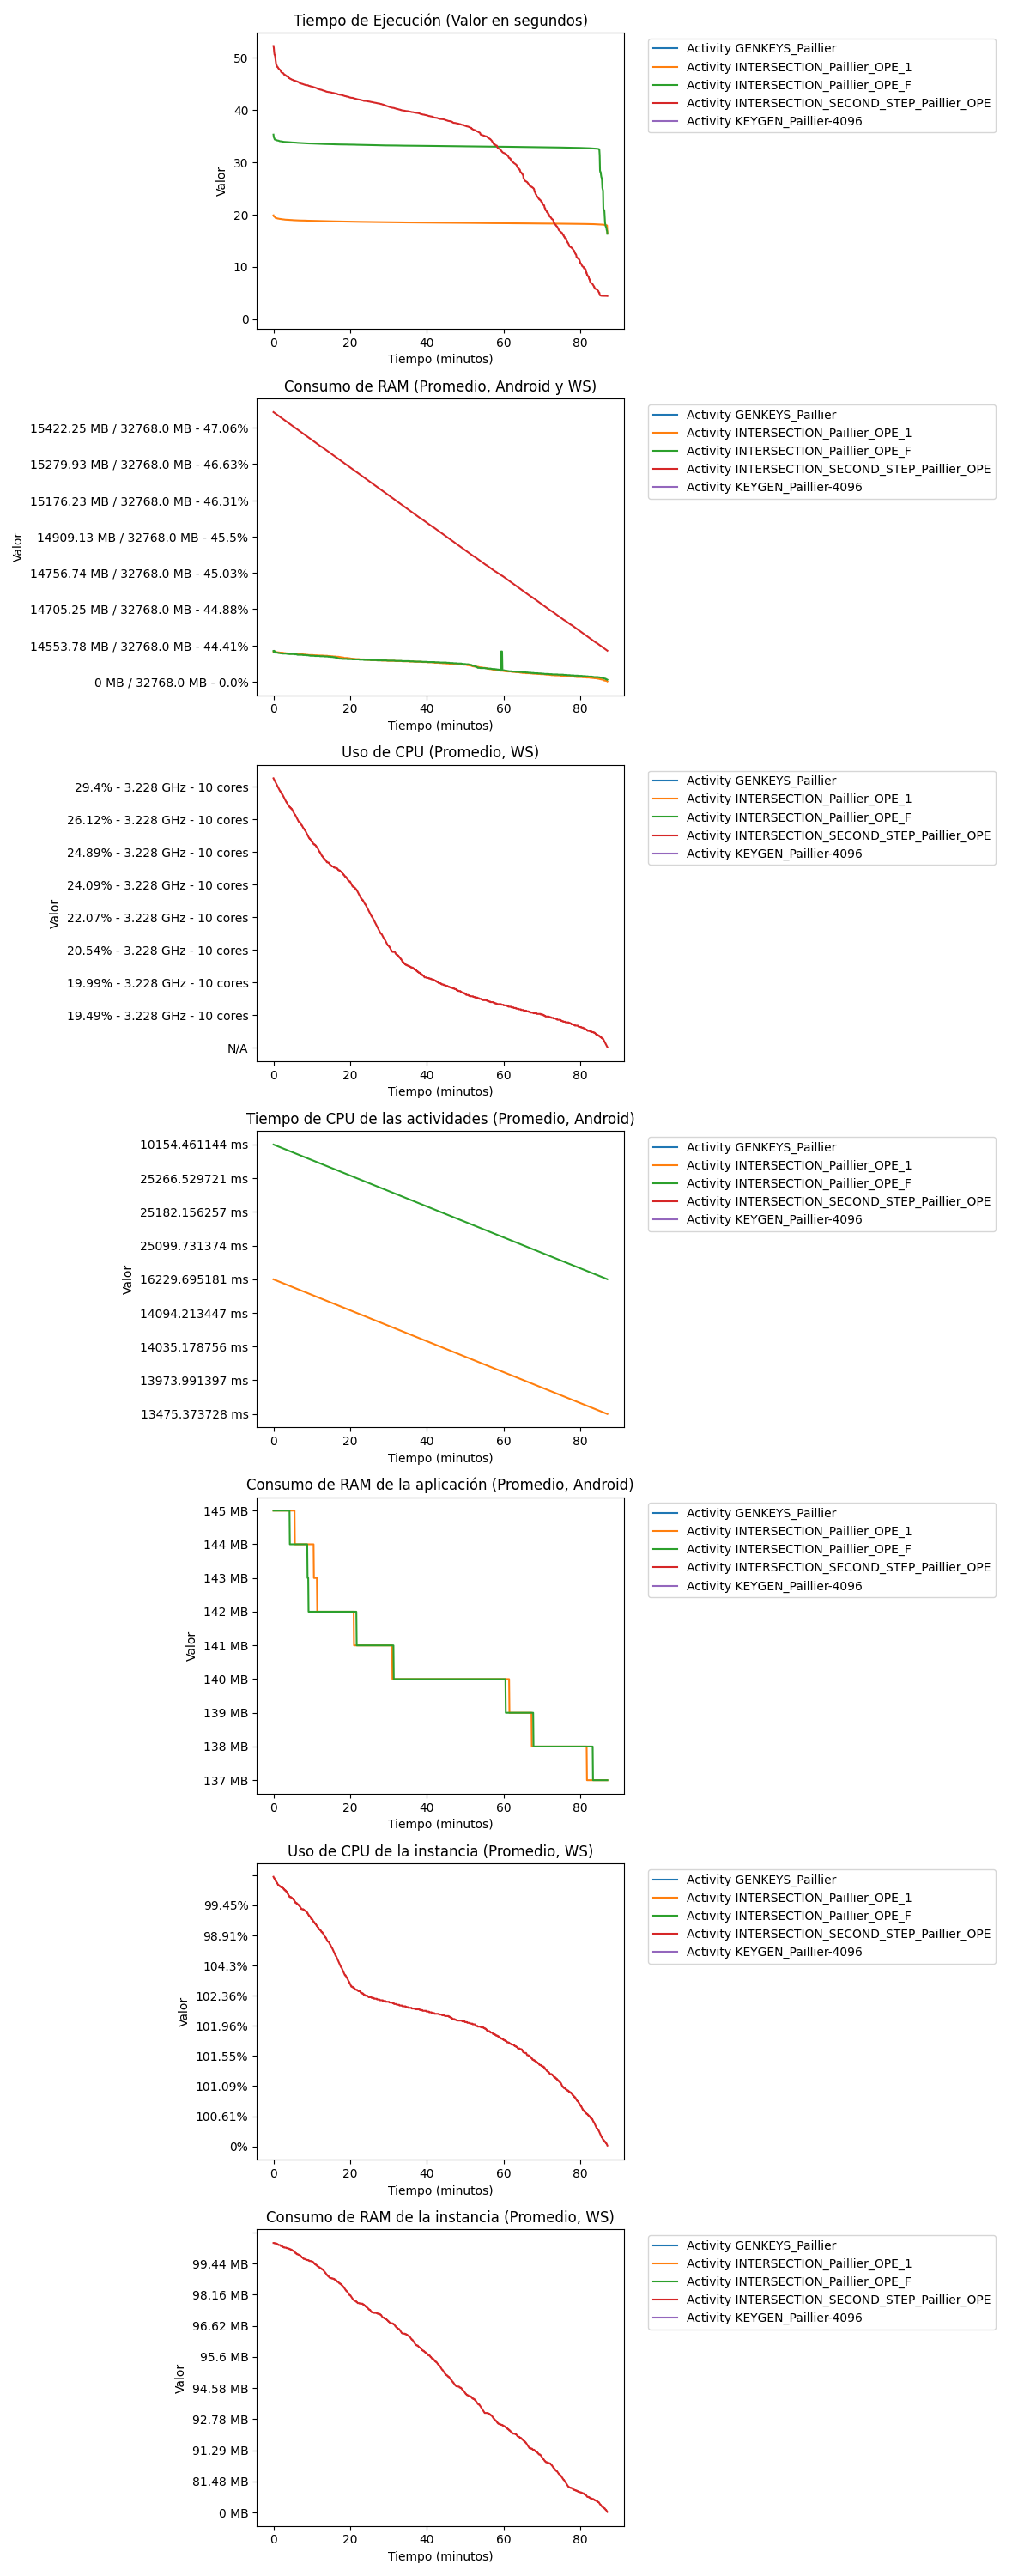 Tiempo de Ejecución (Valor en segundos)
50
40
30
20
10
0
Valor
0 20 40 60 80
Tiempo (minutos)
Activity GENKEYS_Paillier
Activity INTERSECTION_Paillier_OPE_1
Activity INTERSECTION_Paillier_OPE_F
Activity INTERSECTION_SECOND_STEP_Paillier_OPE
Activity KEYGEN_Paillier-4096
Consumo de RAM (Promedio, Android y WS)
15422.25 MB / 32768.0 MB - 47.06%
15279.93 MB / 32768.0 MB - 46.63%
15176.23 MB / 32768.0 MB - 46.31%
14909.13 MB / 32768.0 MB - 45.5%
14756.74 MB / 32768.0 MB - 45.03%
14705.25 MB / 32768.0 MB - 44.88%
14553.78 MB / 32768.0 MB - 44.41%
0 MB / 32768.0 MB - 0.0%
Valor
0 20 40 60 80
Tiempo (minutos)
Activity GENKEYS_Paillier
Activity INTERSECTION_Paillier_OPE_1
Activity INTERSECTION_Paillier_OPE_F
Activity INTERSECTION_SECOND_STEP_Paillier_OPE
Activity KEYGEN_Paillier-4096
Uso de CPU (Promedio, WS)
29.4% - 3.228 GHz - 10 cores
26.12% - 3.228 GHz - 10 cores
24.89% - 3.228 GHz - 10 cores
24.09% - 3.228 GHz - 10 cores
22.07% - 3.228 GHz - 10 cores
20.54% - 3.228 GHz - 10 cores
19.99% - 3.228 GHz - 10 cores
19.49% - 3.228 GHz - 10 cores
N/A
Valor
0 20 40 60 80
Tiempo (minutos)
Activity GENKEYS_Paillier
Activity INTERSECTION_Paillier_OPE_1
Activity INTERSECTION_Paillier_OPE_F
Activity INTERSECTION_SECOND_STEP_Paillier_OPE
Activity KEYGEN_Paillier-4096
Tiempo de CPU de las actividades (Promedio, Android)
10154.461144 ms
25266.529721 ms
25182.156257 ms
25099.731374 ms
16229.695181 ms
14094.213447 ms
14035.178756 ms
13973.991397 ms
13475.373728 ms
Valor
0 20 40 60 80
Tiempo (minutos)
Activity GENKEYS_Paillier
Activity INTERSECTION_Paillier_OPE_1
Activity INTERSECTION_Paillier_OPE_F
Activity INTERSECTION_SECOND_STEP_Paillier_OPE
Activity KEYGEN_Paillier-4096
Consumo de RAM de la aplicación (Promedio, Android)
145 MB
144 MB
143 MB
142 MB
141 MB
140 MB
139 MB
138 MB
137 MB
Valor
0 20 40 60 80
Tiempo (minutos)
Activity GENKEYS_Paillier
Activity INTERSECTION_Paillier_OPE_1
Activity INTERSECTION_Paillier_OPE_F
Activity INTERSECTION_SECOND_STEP_Paillier_OPE
Activity KEYGEN_Paillier-4096
Uso de CPU de la instancia (Promedio, WS)
99.45%
98.91%
104.3%
102.36%
101.96%
101.55%
101.09%
100.61%
0%
Valor
0 20 40 60 80
Tiempo (minutos)
Activity GENKEYS_Paillier
Activity INTERSECTION_Paillier_OPE_1
Activity INTERSECTION_Paillier_OPE_F
Activity INTERSECTION_SECOND_STEP_Paillier_OPE
Activity KEYGEN_Paillier-4096
Consumo de RAM de la instancia (Promedio, WS)
99.44 MB
98.16 MB
96.62 MB
95.6 MB
94.58 MB
92.78 MB
91.29 MB
81.48 MB
0 MB
Valor
0 20 40 60 80
Tiempo (minutos)
Activity GENKEYS_Paillier
Activity INTERSECTION_Paillier_OPE_1
Activity INTERSECTION_Paillier_OPE_F
Activity INTERSECTION_SECOND_STEP_Paillier_OPE
Activity KEYGEN_Paillier-4096